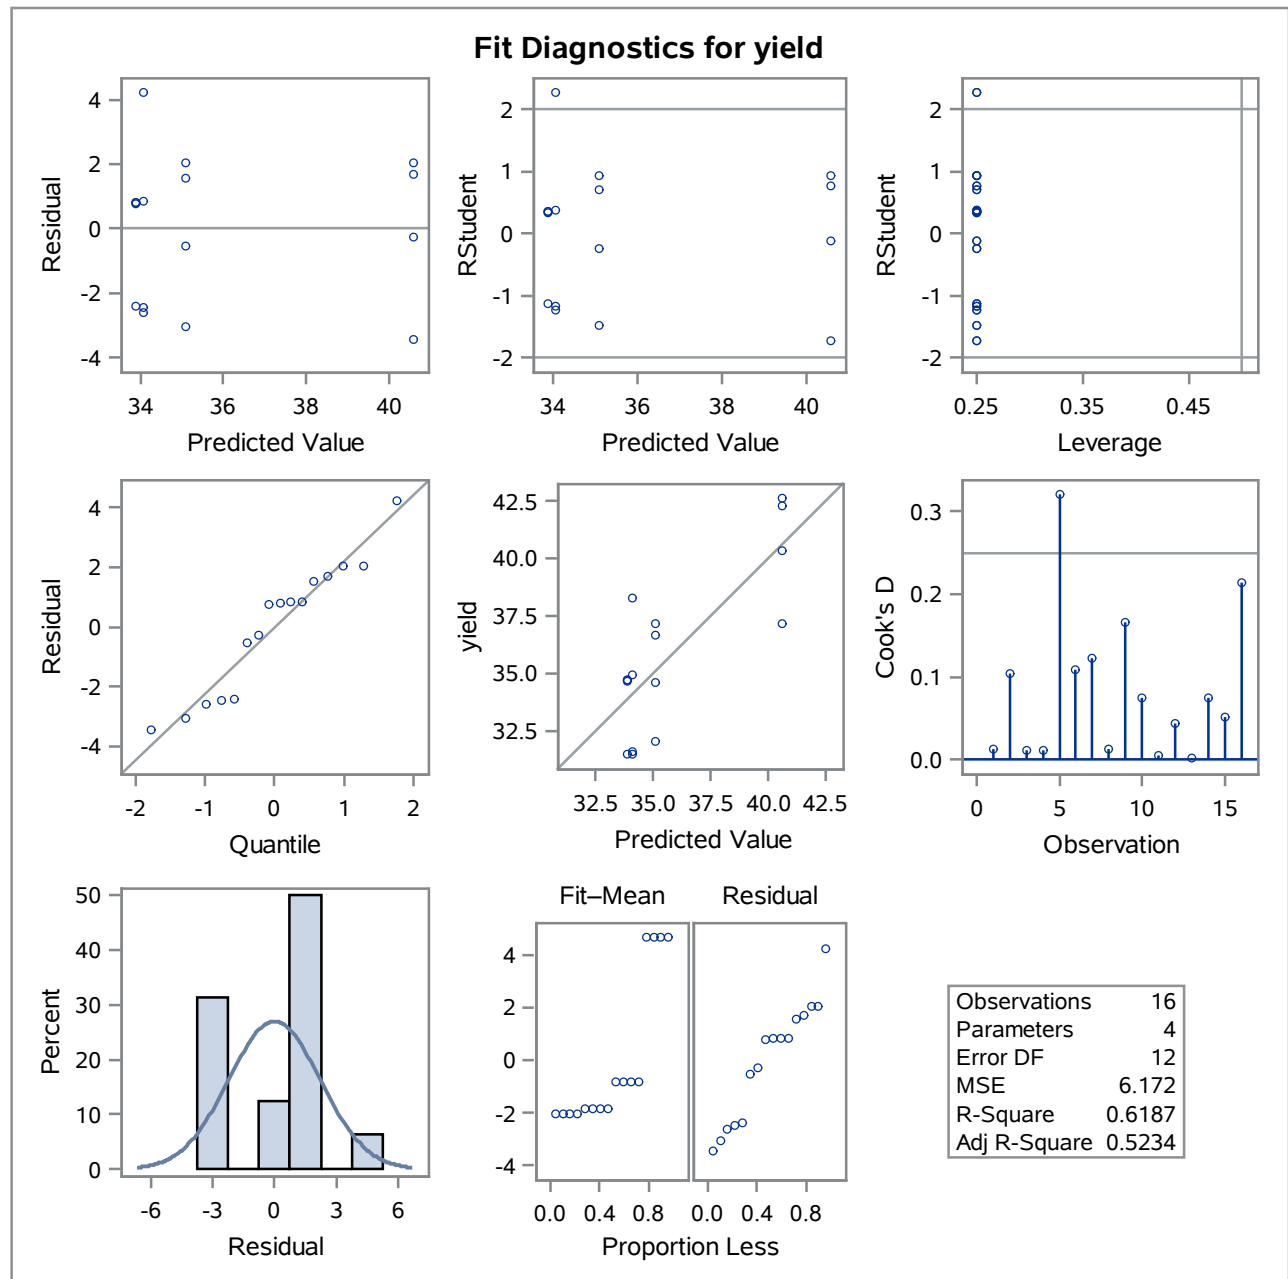 Fit Diagnostics for yield
4
2
0
-2
-4
Residual
34 36 38 40
Predicted Value
2
1
0
-1
-2
RStudent
34 36 38 40
Predicted Value
2
1
0
-1
-2
RStudent
0.25 0.35 0.45
Leverage
4
2
0
-2
-4
Residual
-2 -1 0 1 2
Quantile
42.5
40.0
37.5
35.0
32.5
yield
32.5 35.0 37.5 40.0 42.5
Predicted Value
0.3
0.2
0.1
0.0
Cook's D
0 5 10 15
Observation
50
40
30
20
10
0
Percent
-6 -3 0 3 6
Residual
Fit–Mean Residual
4
2
0
-2
-4
0.0 0.4 0.8 0.0 0.4 0.8
Proportion Less
Observations 16
Parameters 4
Error DF 12
MSE 6.172
R-Square 0.6187
Adj R-Square 0.5234